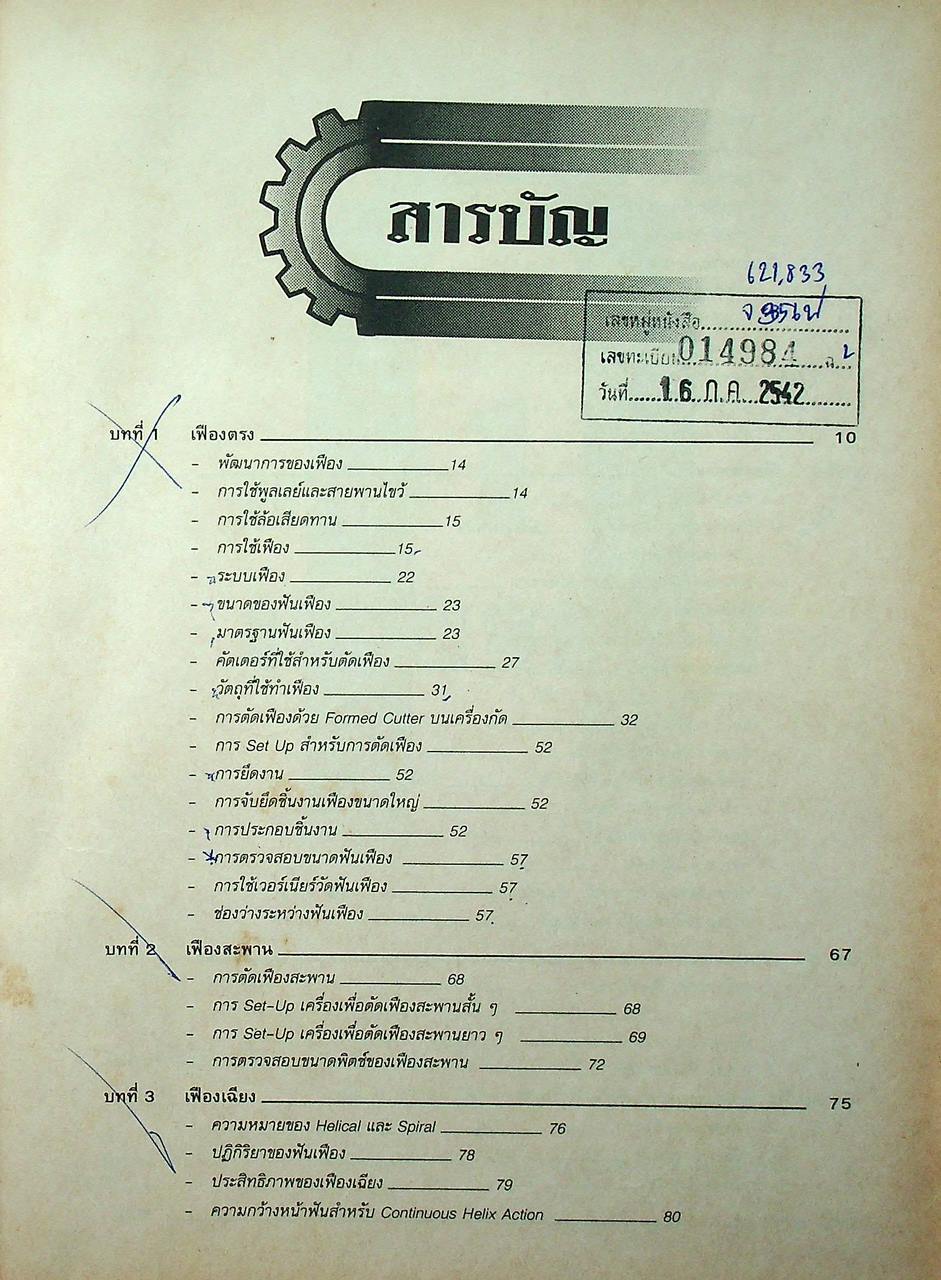 สารบัญ
621.833
เลขหมู่หนังสือ
เลขทะเบียน 014984 ฉ. 2
วันที่ 16 ก.ค. 2542
บทที่ 1 เฟืองตรง 10
- พัฒนาการของเฟือง 14
- การใช้พูลเลย์และสายพานไขว้ 14
- การใช้ล้อเสียดทาน 15
- การใช้เฟือง 15
- ระบบเฟือง 22
- ขนาดของฟันเฟือง 23
- มาตรฐานฟันเฟือง 23
- คัตเตอร์ที่ใช้สำหรับตัดเฟือง 27
- วัตถุที่ใช้ทำเฟือง 31
- การตัดเฟืองด้วย Formed Cutter บนเครื่องกัด 32
- การ Set Up สำหรับการตัดเฟือง 52
- การยึดงาน 52
- การจับยึดชิ้นงานเฟืองขนาดใหญ่ 52
- การประกอบชิ้นงาน 52
- การตรวจสอบขนาดฟันเฟือง 57
- การใช้เวอร์เนียร์วัดฟันเฟือง 57
- ช่องว่างระหว่างฟันเฟือง 57
บทที่ 2 เฟืองสะพาน 67
- การตัดเฟืองสะพาน 68
- การ Set-Up เครื่องเพื่อตัดเฟืองสะพานสั้น ๆ 68
- การ Set-Up เครื่องเพื่อตัดเฟืองสะพานยาว ๆ 69
- การตรวจสอบขนาดพิตช์ของเฟืองสะพาน 72
บทที่ 3 เฟืองเฉียง 75
- ความหมายของ Helical และ Spiral 76
- ปฏิกิริยาของฟันเฟือง 78
- ประสิทธิภาพของเฟืองเฉียง 79
- ความกว้างหน้าฟันสำหรับ Continuous Helix Action 80